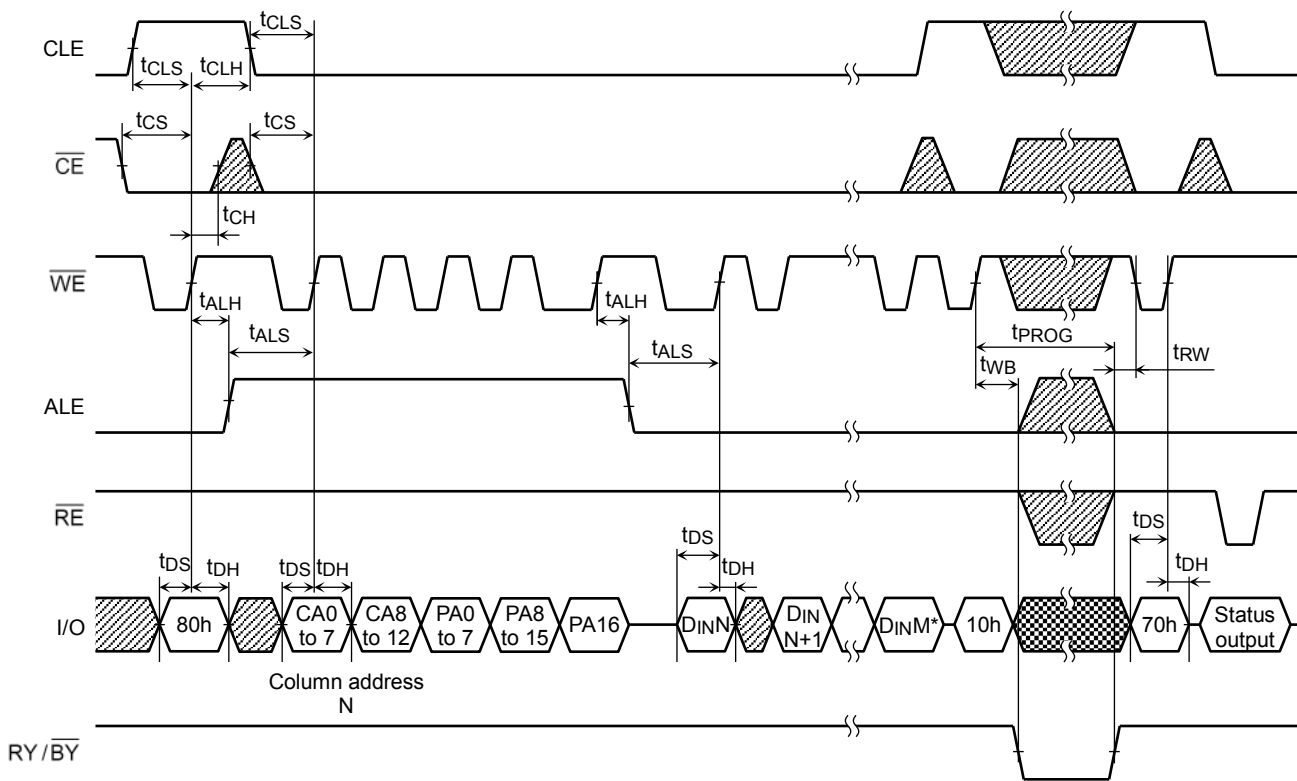 CLE
tCLS
tCLS
tCLH
CE
tCS
tCS
tCH
WE
tALH
tALS
tALH
tALS
tPROG
tWB
tRW
ALE
RE
tDS
tDH
tDS
tDH
tDS
tDH
tDS
tDH
I/O
80h
CA0
to 7
CA8
to 12
PA0
to 7
PA8
to 15
PA16
DINN
DIN
N+1
DINM*
10h
70h
Status
output
Column address
N
RY/BY